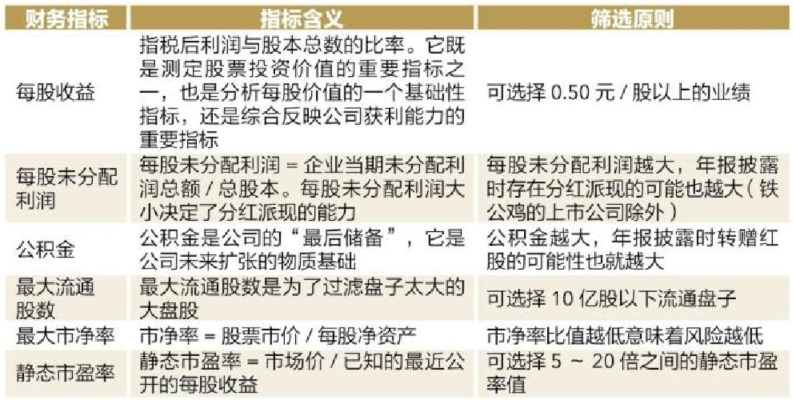 财务指标 指标含义 筛选原则
每股收益
指税后利润与股本总数的比率。它既
是测定股票投资价值的重要指标之
一，也是分析每股价值的一个基础性
指标，还是综合反映公司获利能力的
重要指标
可选择 0.50 元 / 股以上的业绩
每股未分配
利润
每股未分配利润 = 企业当期未分配利
润总额 / 总股本。每股未分配利润大
小决定了分红派现的能力
每股未分配利润越大，年报披露
时存在分红派现的可能也越大（铁
公鸡的上市公司除外）
公积金
公积金是公司的“最后储备”，它是
公司未来扩张的物质基础
公积金越大，年报披露时转赠红
股的可能性也就越大
最大流通
股数
最大流通股数是为了过滤盘子太大的
大盘股
可选择 10 亿股以下流通盘子
最大市净率
市净率 = 股票市价 / 每股净资产
市净率比值越低意味着风险越低
静态市盈率
静态市盈率 = 市场价 / 已知的最近公
开的每股收益
可选择 5 ～ 20 倍之间的静态市盈
率值